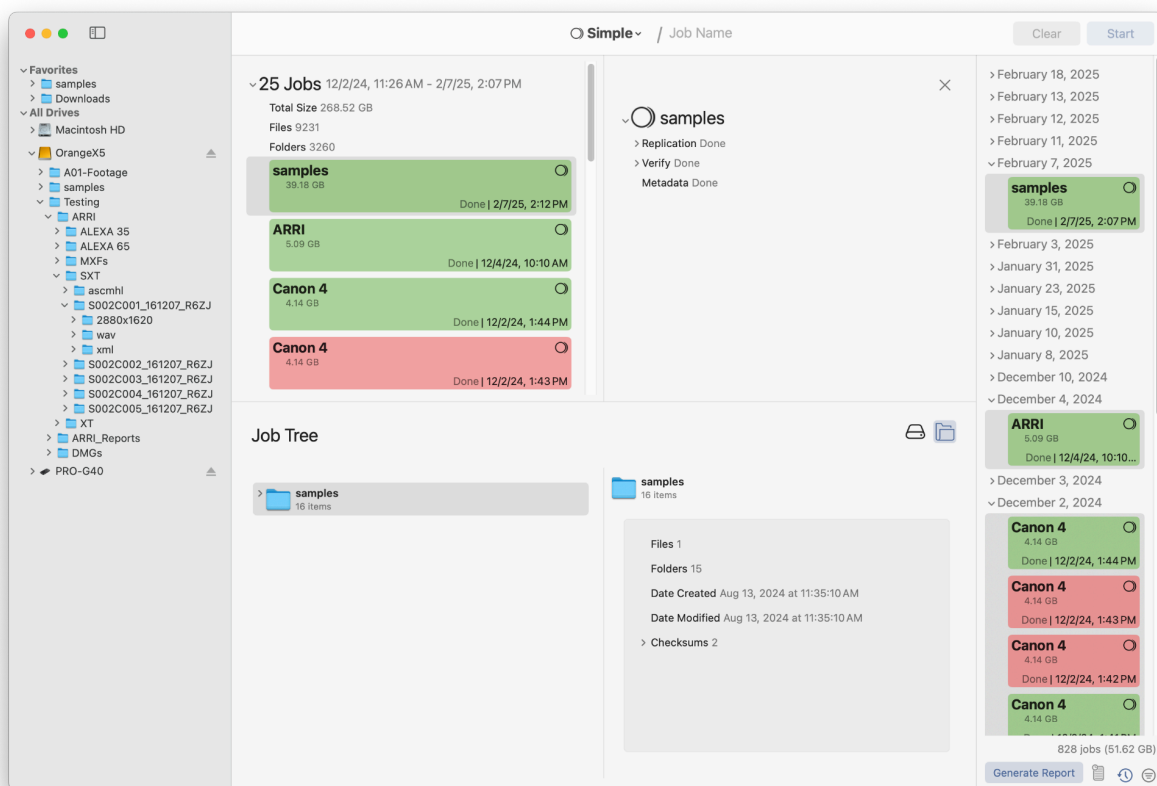 Simple / Job Name
Clear
Start
Favorites
samples
Downloads
All Drives
Macintosh HD
OrangeX5
A01-Footage
samples
Testing
ARRI
ALEXA 35
ALEXA 65
MXFs
SXT
ascmhl
S002C001_161207_R6ZJ
2880x1620
wav
xml
S002C002_161207_R6ZJ
S002C003_161207_R6ZJ
S002C004_161207_R6ZJ
S002C005_161207_R6ZJ
XT
ARRI_Reports
DMGs
PRO-G40
25 Jobs 12/2/24, 11:26 AM - 2/7/25, 2:07 PM
Total Size 268.52 GB
Files 9231
Folders 3260
samples
39.18 GB
Done | 2/7/25, 2:12 PM
ARRI
5.09 GB
Done | 12/4/24, 10:10 AM
Canon 4
4.14 GB
Done | 12/2/24, 1:44 PM
Canon 4
4.14 GB
Done | 12/2/24, 1:43 PM
samples
Replication Done
Verify Done
Metadata Done
Job Tree
samples
16 items
samples
16 items
Files 1
Folders 15
Date Created Aug 13, 2024 at 11:35:10 AM
Date Modified Aug 13, 2024 at 11:35:10 AM
Checksums 2
February 18, 2025
February 13, 2025
February 12, 2025
February 11, 2025
February 7, 2025
samples
39.18 GB
Done | 2/7/25, 2:07 PM
February 3, 2025
January 31, 2025
January 23, 2025
January 15, 2025
January 10, 2025
January 8, 2025
December 10, 2024
December 4, 2024
ARRI
5.09 GB
Done | 12/4/24, 10:10...
December 3, 2024
December 2, 2024
Canon 4
4.14 GB
Done | 12/2/24, 1:44 PM
Canon 4
4.14 GB
Done | 12/2/24, 1:43 PM
Canon 4
4.14 GB
Done | 12/2/24, 1:42 PM
Canon 4
4.14 GB
828 jobs (51.62 GB)
Generate Report